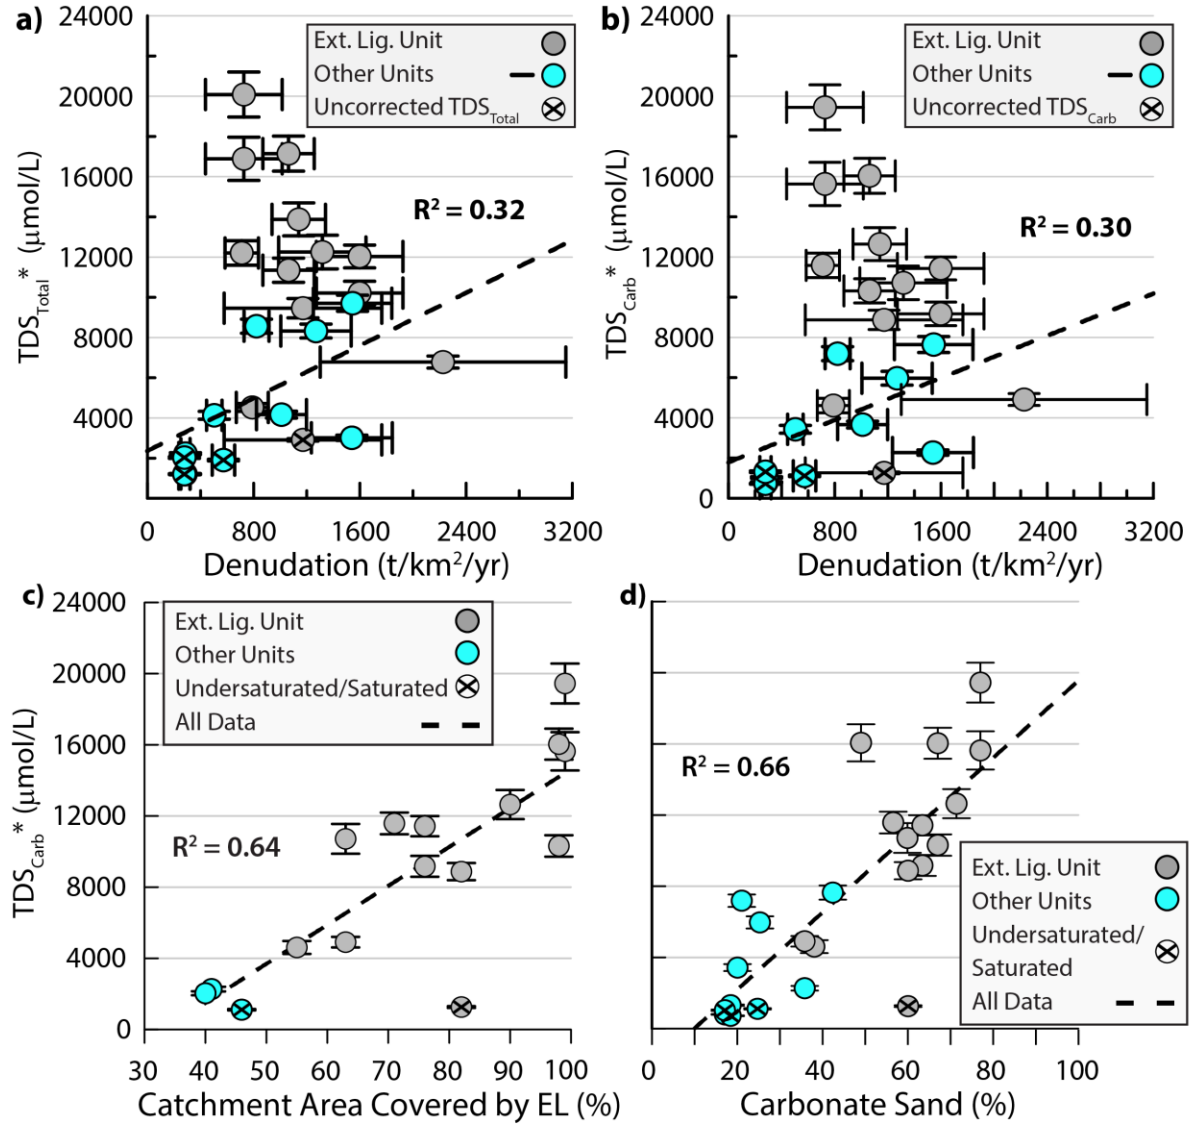 a)
24000
20000
16000
12000
8000
4000
0
TDS_Total* (μmol/L)
Ext. Lig. Unit
Other Units
Uncorrected TDS_Total
R² = 0.32
0 800 1600 2400 3200
Denudation (t/km²/yr)
b)
24000
20000
16000
12000
8000
4000
0
TDS_Carb* (μmol/L)
Ext. Lig. Unit
Other Units
Uncorrected TDS_Carb
R² = 0.30
0 800 1600 2400 3200
Denudation (t/km²/yr)
c)
24000
20000
16000
12000
8000
4000
0
TDS_Carb* (μmol/L)
Ext. Lig. Unit
Other Units
Undersaturated/Saturated
All Data
R² = 0.64
30 40 50 60 70 80 90 100
Catchment Area Covered by EL (%)
d)
R² = 0.66
Ext. Lig. Unit
Other Units
Undersaturated/
Saturated
All Data
0 20 40 60 80 100
Carbonate Sand (%)